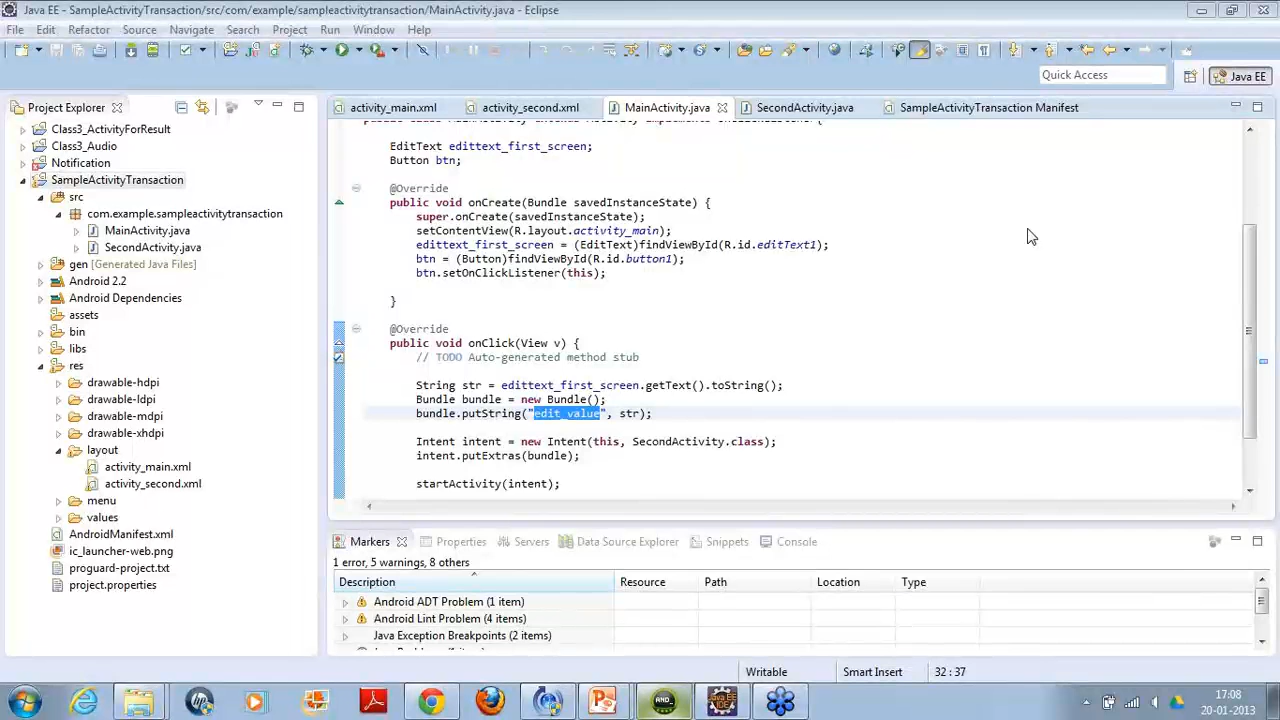 Java EE - SampleActivityTransaction/src/com/example/sampleactivitytransaction/MainActivity.java - Eclipse
File Edit Refactor Source Navigate Search Project Run Window Help
Quick Access
Java EE
Project Explorer
activity_main.xml
activity_second.xml
MainActivity.java
SecondActivity.java
SampleActivityTransaction Manifest
Class3_ActivityForResult
Class3_Audio
Notification
SampleActivityTransaction
src
com.example.sampleactivitytransaction
MainActivity.java
SecondActivity.java
gen [Generated Java Files]
Android 2.2
Android Dependencies
assets
bin
libs
res
drawable-hdpi
drawable-ldpi
drawable-mdpi
drawable-xhdpi
layout
activity_main.xml
activity_second.xml
menu
values
AndroidManifest.xml
ic_launcher-web.png
proguard-project.txt
project.properties
public class MainActivity extends Activity implements OnClickListener{
EditText edittext_first_screen;
Button btn;
@Override
public void onCreate(Bundle savedInstanceState) {
super.onCreate(savedInstanceState);
setContentView(R.layout.activity_main);
edittext_first_screen = (EditText)findViewById(R.id.editText1);
btn = (Button)findViewById(R.id.button1);
btn.setOnClickListener(this);
}
@Override
public void onClick(View v) {
// TODO Auto-generated method stub
String str = edittext_first_screen.getText().toString();
Bundle bundle = new Bundle();
bundle.putString("edit_value", str);
Intent intent = new Intent(this, SecondActivity.class);
intent.putExtras(bundle);
startActivity(intent);
Markers
Properties
Servers
Data Source Explorer
Snippets
Console
1 error, 5 warnings, 8 others
Description Resource Path Location Type
Android ADT Problem (1 item)
Android Lint Problem (4 items)
Java Exception Breakpoints (2 items)
Writable Smart Insert 32 : 37
17:08
20-01-2013